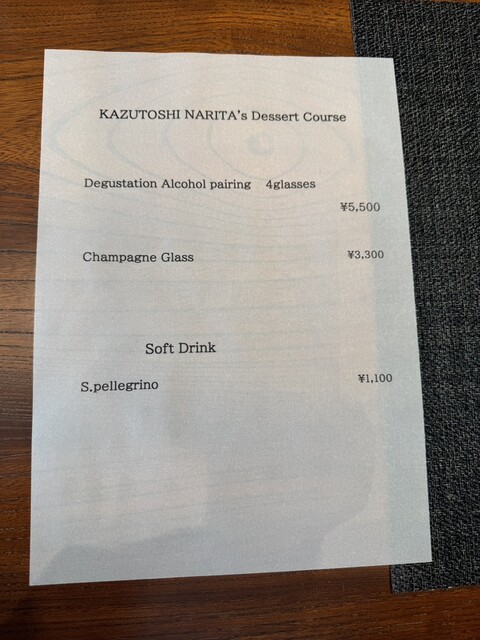 KAZUTOSHI NARITA's Dessert Course
Degustation Alcohol pairing 4glasses
¥5,500
Champagne Glass ¥3,300
Soft Drink
S.pellegrino ¥1,100